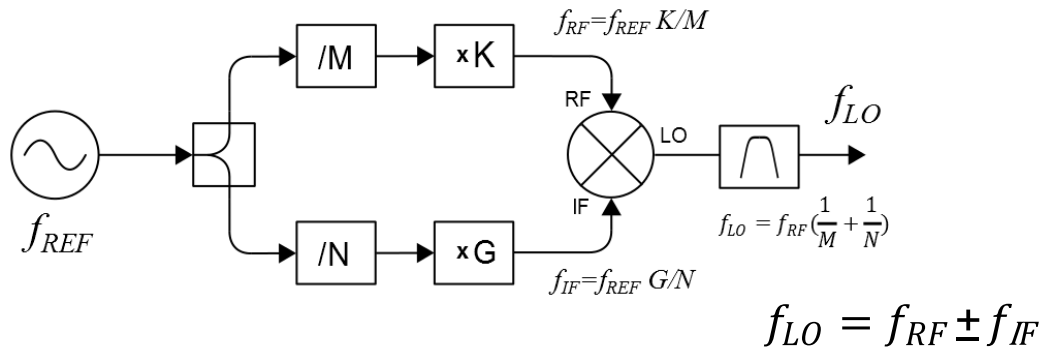 f_RF=f_REF K/M
/M
xK
RF
f_LO
LO
f_REF
IF
f_LO = f_RF(1/M + 1/N)
/N
xG
f_IF=f_REF G/N
f_LO = f_RF ± f_IF